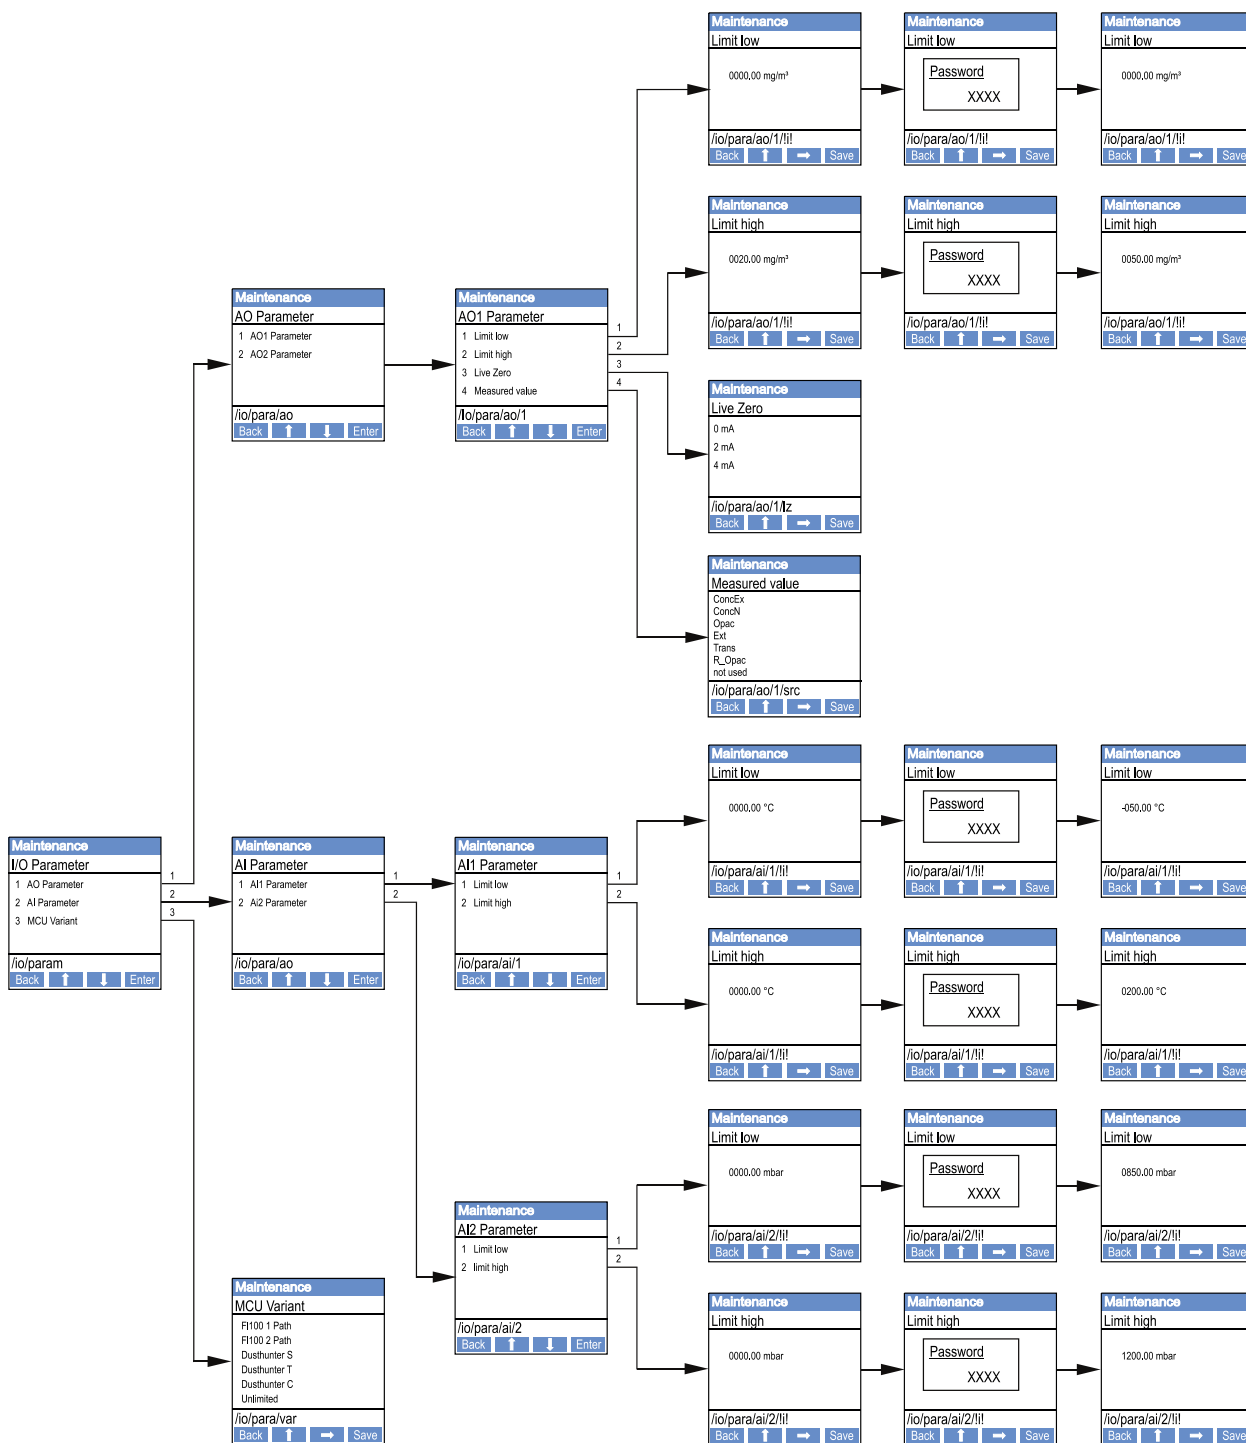 Maintenance
Limit low
0000.00 mg/m³
/io/para/ao/1/!i!
Back Save
Maintenance
Limit low
Password
XXXX
/io/para/ao/1/!i!
Back Save
Maintenance
Limit low
0000.00 mg/m³
/io/para/ao/1/!i!
Back Save
Maintenance
Limit high
0020.00 mg/m³
/io/para/ao/1/!i!
Back Save
Maintenance
Limit high
Password
XXXX
/io/para/ao/1/!i!
Back Save
Maintenance
Limit high
0050.00 mg/m³
/io/para/ao/1/!i!
Back Save
Maintenance
AO Parameter
1 AO1 Parameter
2 AO2 Parameter
/io/para/ao
Back Enter
Maintenance
AO1 Parameter
1 Limit low
2 Limit high
3 Live Zero
4 Measured value
/Io/para/ao/1
Back Enter
1
2
3
4
Maintenance
Live Zero
0 mA
2 mA
4 mA
/io/para/ao/1/lz
Back Save
Maintenance
Measured value
ConcEx
ConcN
Opac
Ext
Trans
R_Opac
not used
/io/para/ao/1/src
Back Save
Maintenance
Limit low
0000.00 °C
/io/para/ai/1/!i!
Back Save
Maintenance
Limit low
Password
XXXX
/io/para/ai/1/!i!
Back Save
Maintenance
Limit low
-050.00 °C
/io/para/ai/1/!i!
Back Save
Maintenance
I/O Parameter
1 AO Parameter
2 AI Parameter
3 MCU Variant
/io/param
Back Enter
1
2
3
Maintenance
AI Parameter
1 AI1 Parameter
2 Ai2 Parameter
/io/para/ao
Back Enter
1
2
Maintenance
AI1 Parameter
1 Limit low
2 Limit high
/io/para/ai/1
Back Enter
1
2
Maintenance
Limit high
0000.00 °C
/io/para/ai/1/!i!
Back Save
Maintenance
Limit high
Password
XXXX
/io/para/ai/1/!i!
Back Save
Maintenance
Limit high
0200.00 °C
/io/para/ai/1/!i!
Back Save
Maintenance
Limit low
0000.00 mbar
/io/para/ai/2/!i!
Back Save
Maintenance
Limit low
Password
XXXX
/io/para/ai/2/!i!
Back Save
Maintenance
Limit low
0850.00 mbar
/io/para/ai/2/!i!
Back Save
Maintenance
AI2 Parameter
1 Limit low
2 limit high
/io/para/ai/2
Back Enter
1
2
Maintenance
MCU Variant
Fl100 1 Path
Fl100 2 Path
Dusthunter S
Dusthunter T
Dusthunter C
Unlimited
/io/para/var
Back Save
Maintenance
Limit high
0000.00 mbar
/io/para/ai/2/!i!
Back Save
Maintenance
Limit high
Password
XXXX
/io/para/ai/2/!i!
Back Save
Maintenance
Limit high
1200.00 mbar
/io/para/ai/2/!i!
Back Save